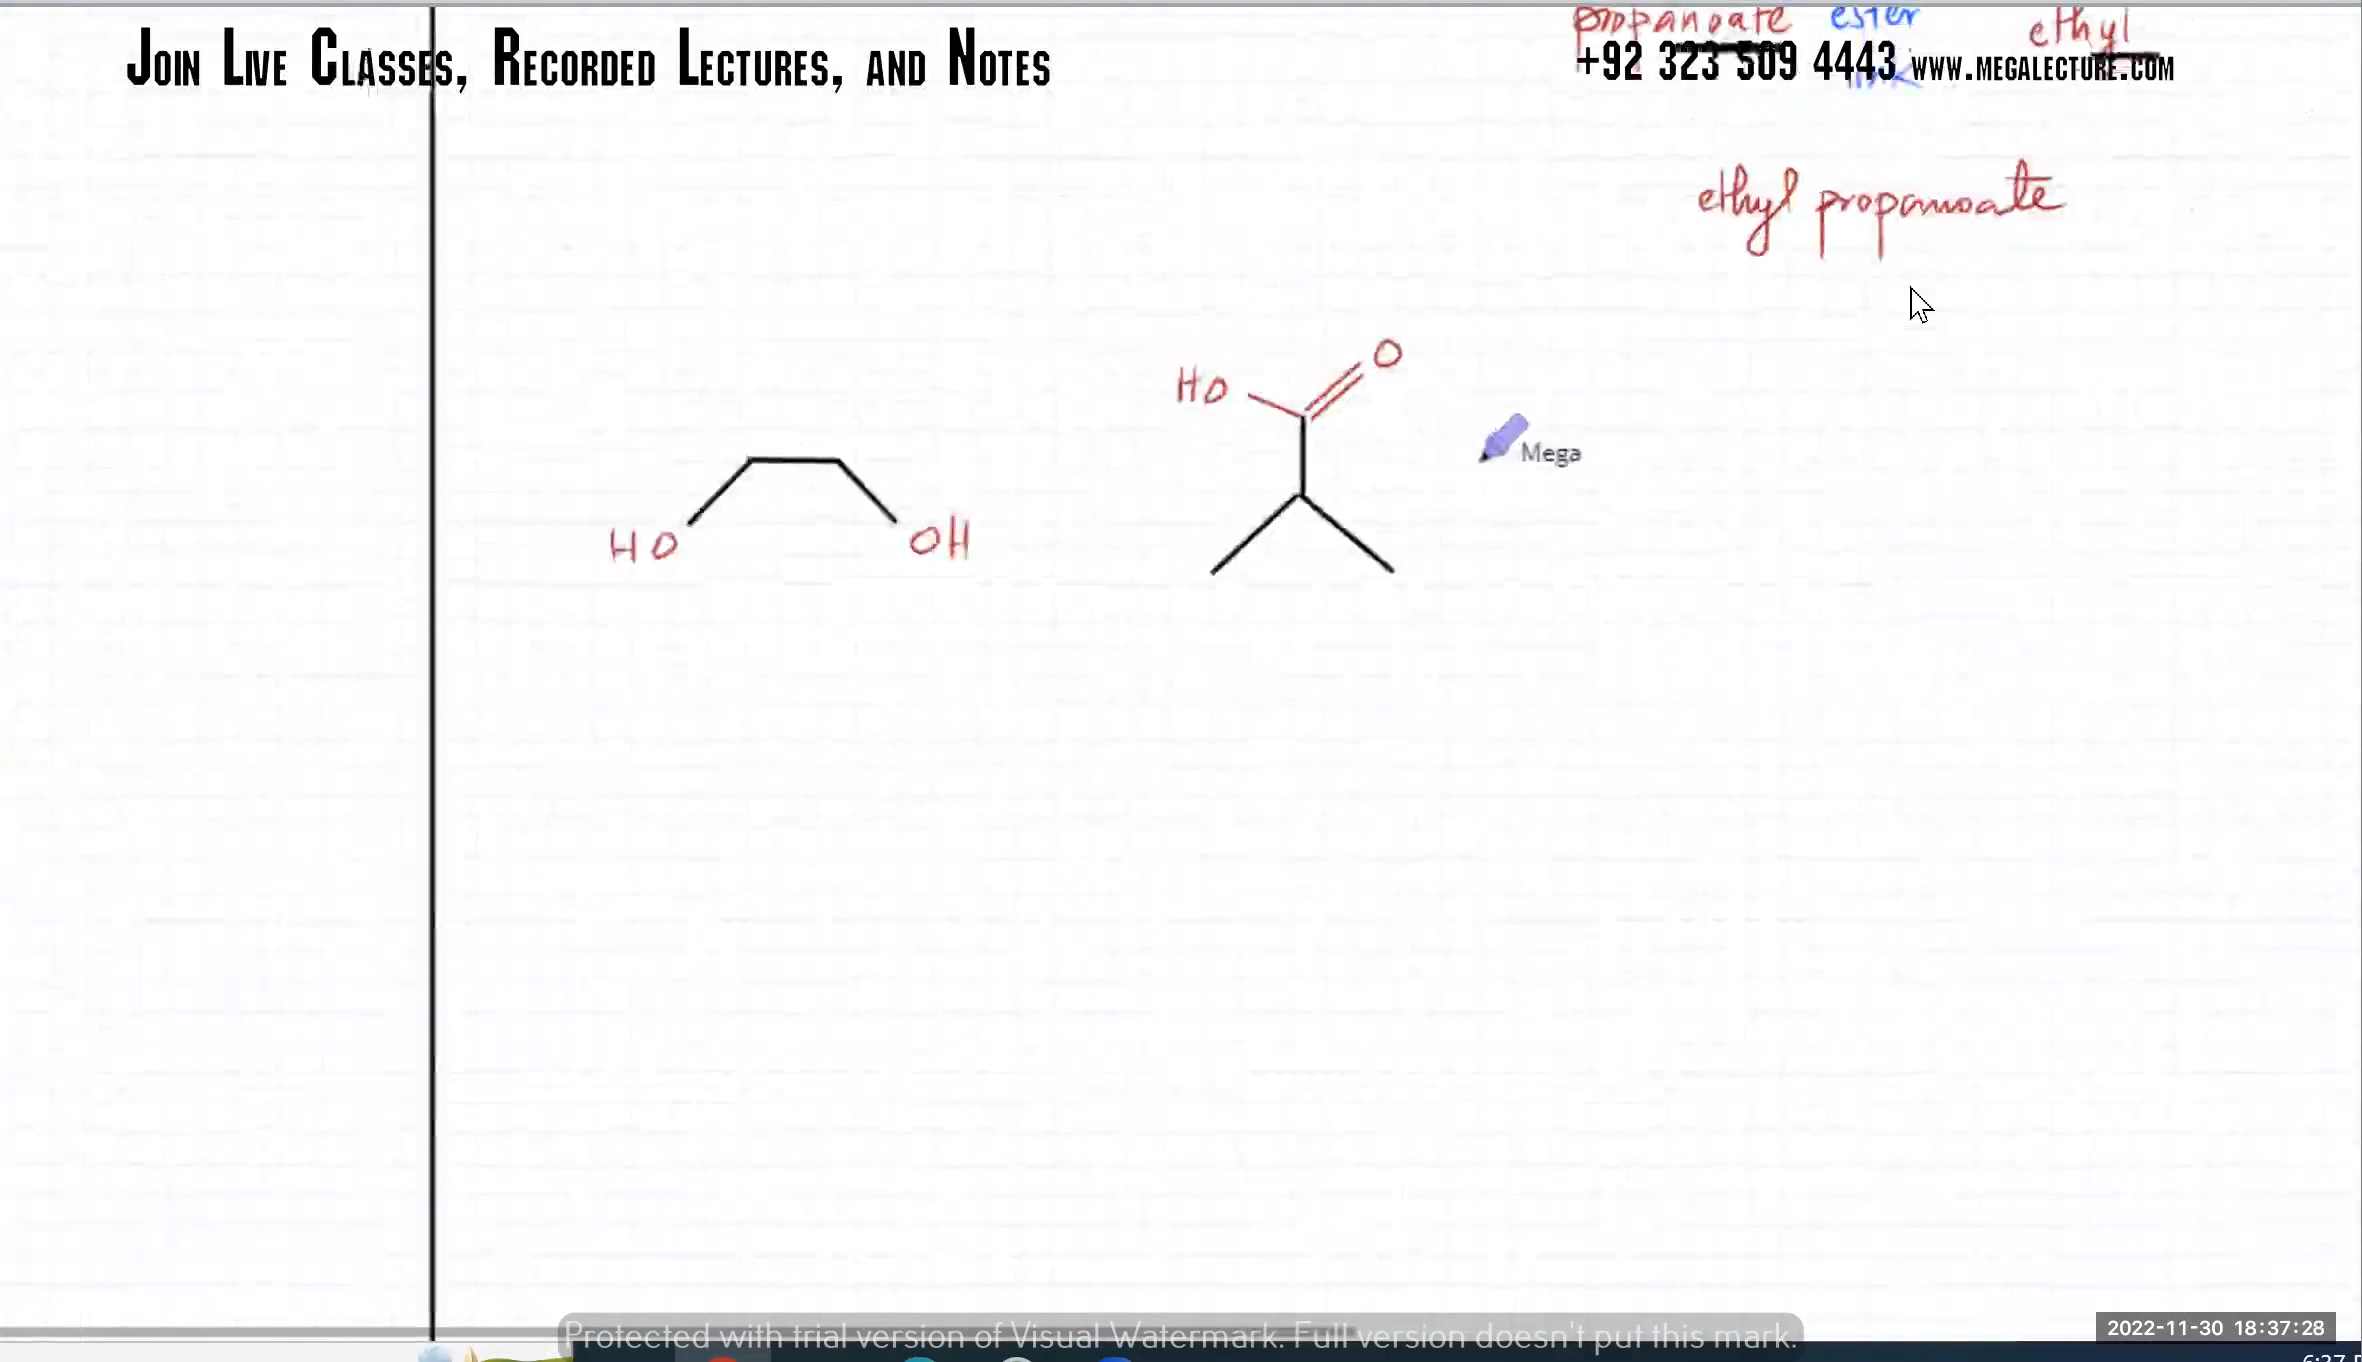 propanoate ester ethyl
JOIN LIVE CLASSES, RECORDED LECTURES, AND NOTES
+92 323 509 4443 WWW.MEGALECTURE.COM
link
ethyl propanoate
O
HO
Mega
HO
OH
Protected with trial version of Visual Watermark. Full version doesn't put this mark.
2022-11-30 18:37:28